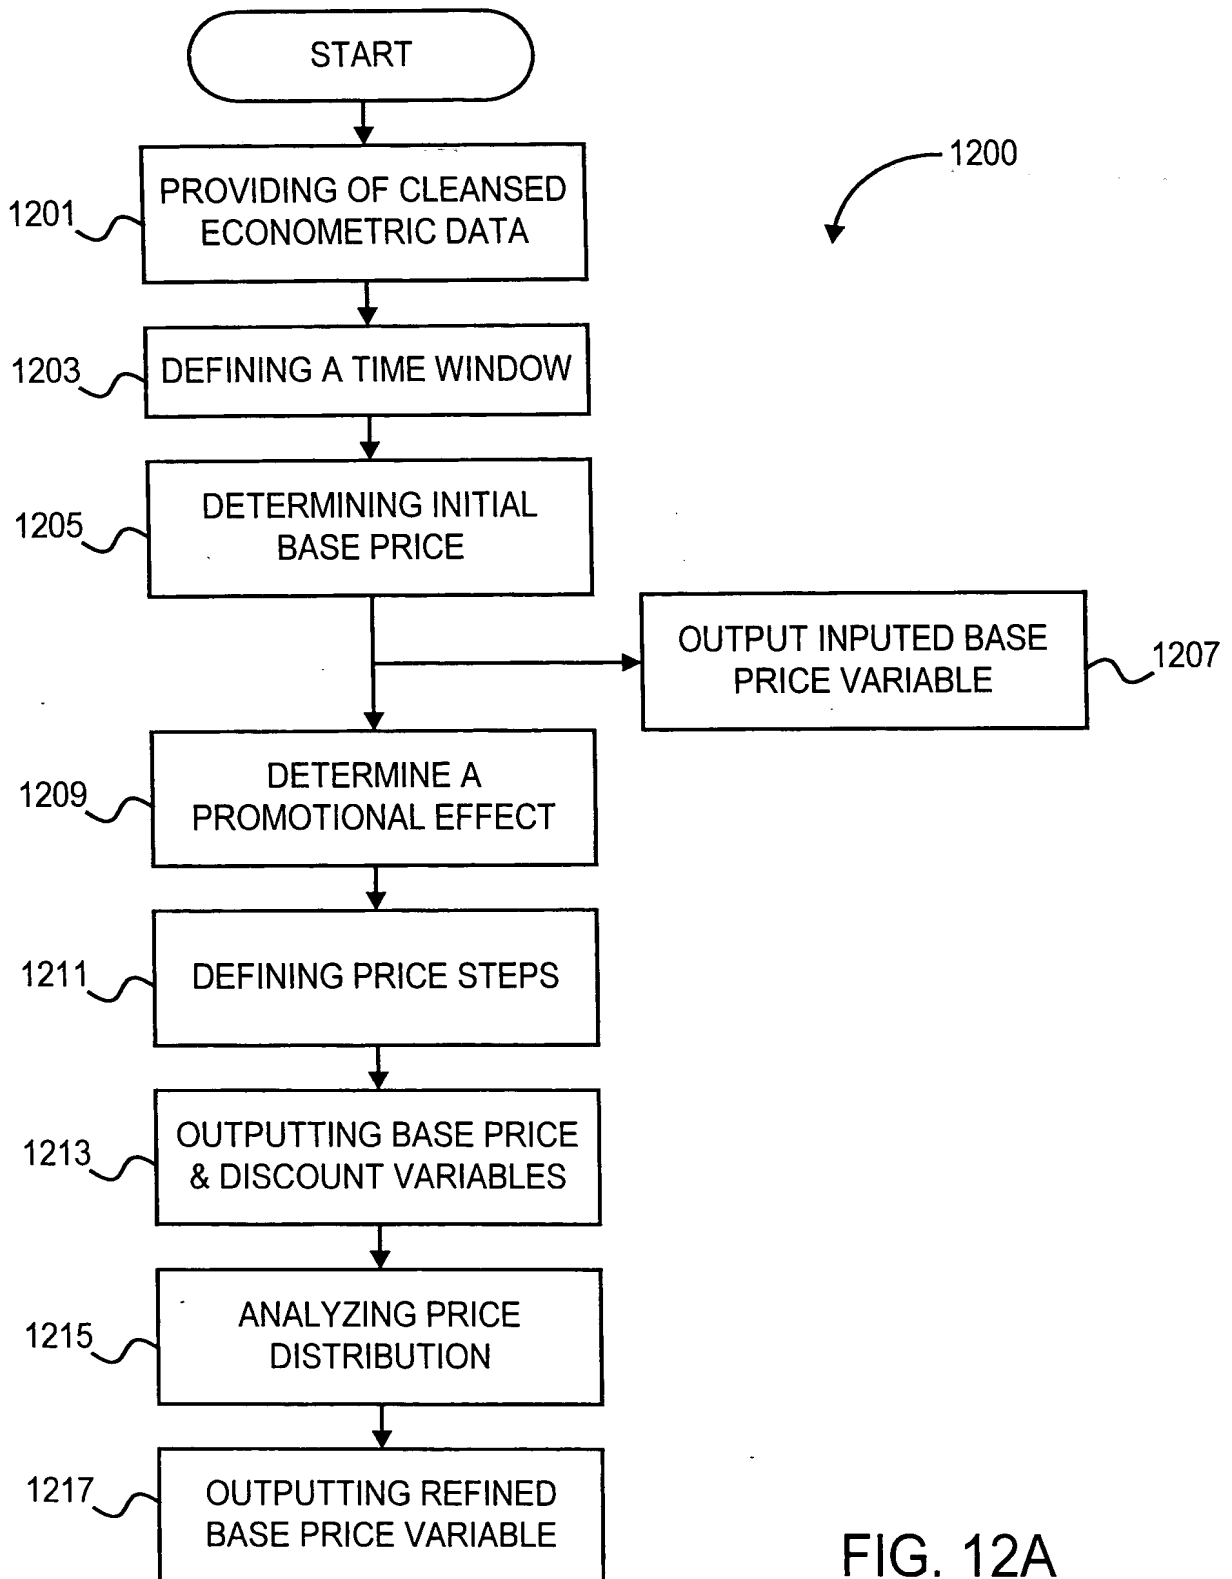 START
1200
1201
PROVIDING OF CLEANSED
ECONOMETRIC DATA
1203
DEFINING A TIME WINDOW
1205
DETERMINING INITIAL
BASE PRICE
OUTPUT INPUTED BASE
PRICE VARIABLE
1207
1209
DETERMINE A
PROMOTIONAL EFFECT
1211
DEFINING PRICE STEPS
1213
OUTPUTTING BASE PRICE
& DISCOUNT VARIABLES
1215
ANALYZING PRICE
DISTRIBUTION
1217
OUTPUTTING REFINED
BASE PRICE VARIABLE
FIG. 12A